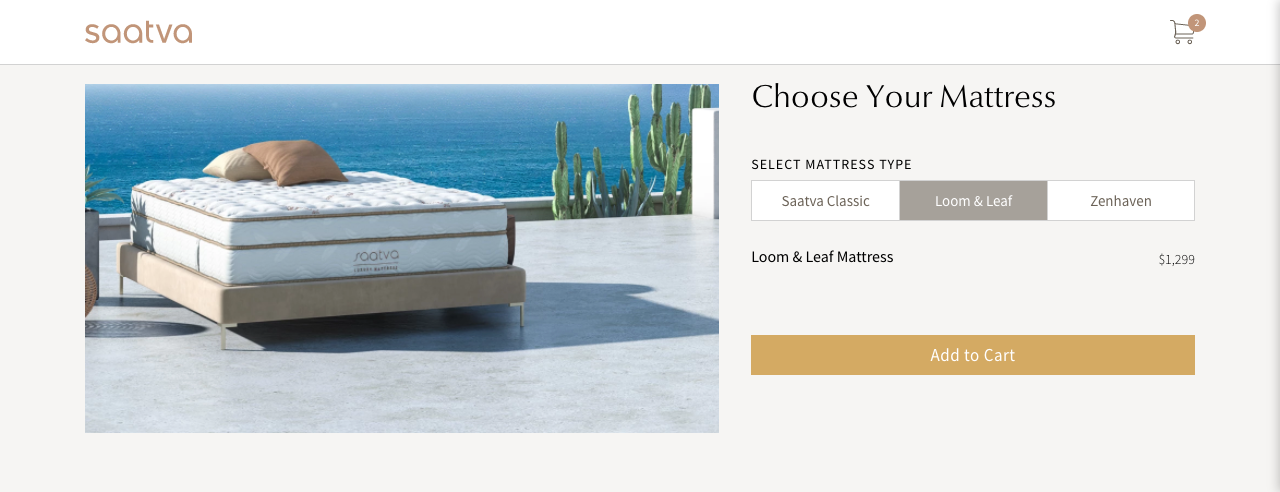 saatva
2
Choose Your Mattress
SELECT MATTRESS TYPE
Saatva Classic
Loom & Leaf
Zenhaven
Loom & Leaf Mattress
$1,299
Add to Cart
saatva
LUXURY MATTRESS